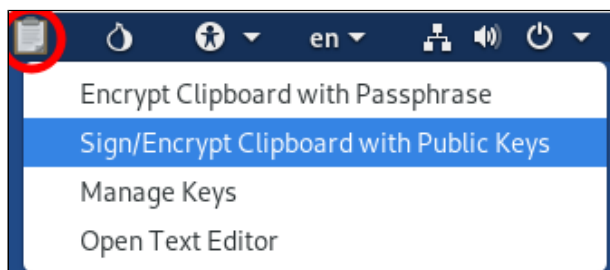 en
Encrypt Clipboard with Passphrase
Sign/Encrypt Clipboard with Public Keys
Manage Keys
Open Text Editor